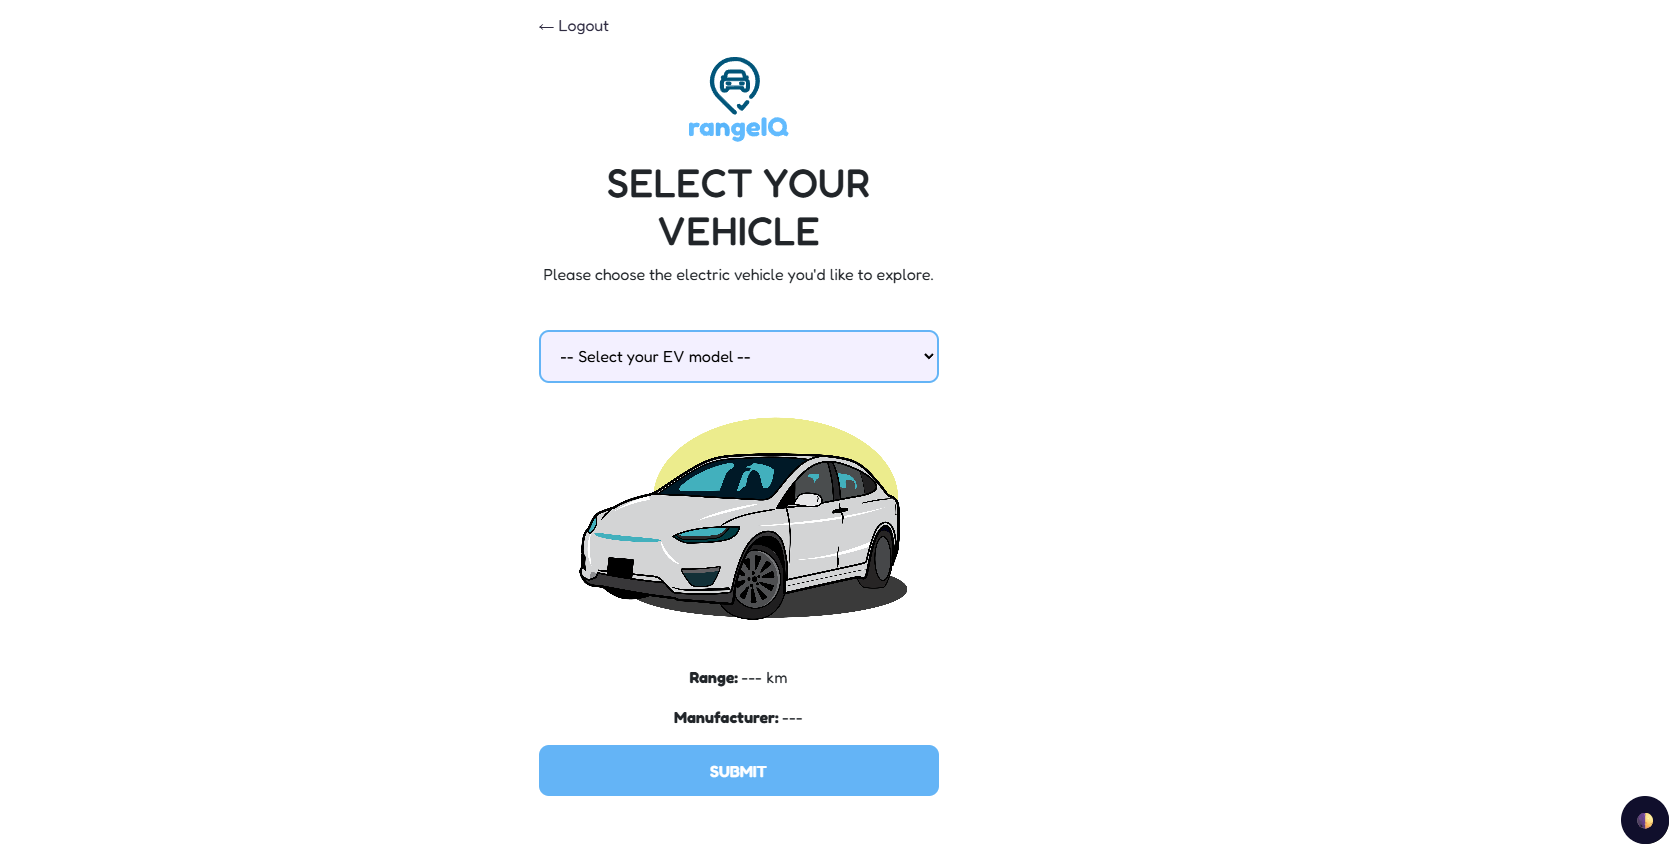 ← Logout
rangeIQ
SELECT YOUR
VEHICLE
Please choose the electric vehicle you'd like to explore.
-- Select your EV model --
Range: --- km
Manufacturer: ---
SUBMIT